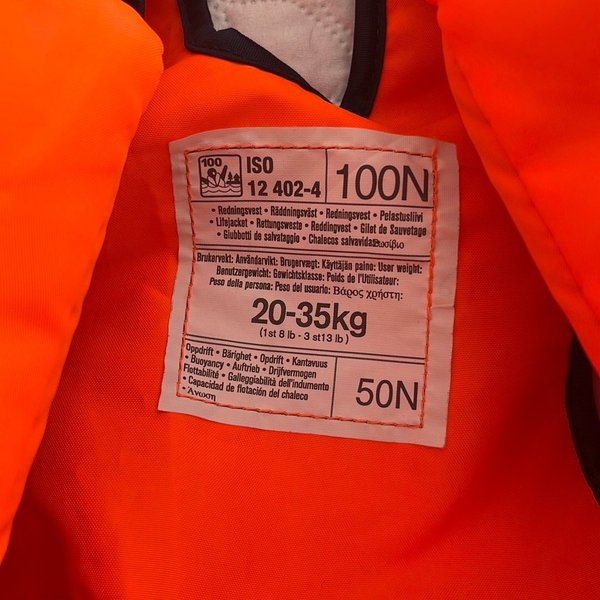 100
ISO
12 402-4
100N
• Redningsvest • Räddningsväst • Redningsvest • Pelastusliivi
• Lifejacket • Rettungsweste • Reddingvest • Gilet de Sauvetage
• Giubbotti de salvataggio • Chalecos salvavidas Σωσίβιο
Brukervekt: Användarvikt: Brugervægt: Käyttäjän paino: User weight:
Benutzergewicht: Gewichtsklasse: Poids de l'Utilisateur:
Peso della persona: Peso del usuario: Βάρος χρήστη:
20-35kg
(1st 8 lb - 3 st13 lb )
Oppdrift • Bärighet • Opdrift • Kantavuus
• Buoyancy • Auftrieb • Drijfvermogen
Flottabilité • Galleggiabilità dell'indumento
• Capacidad de flotación del chaleco
• Άνωση
50N